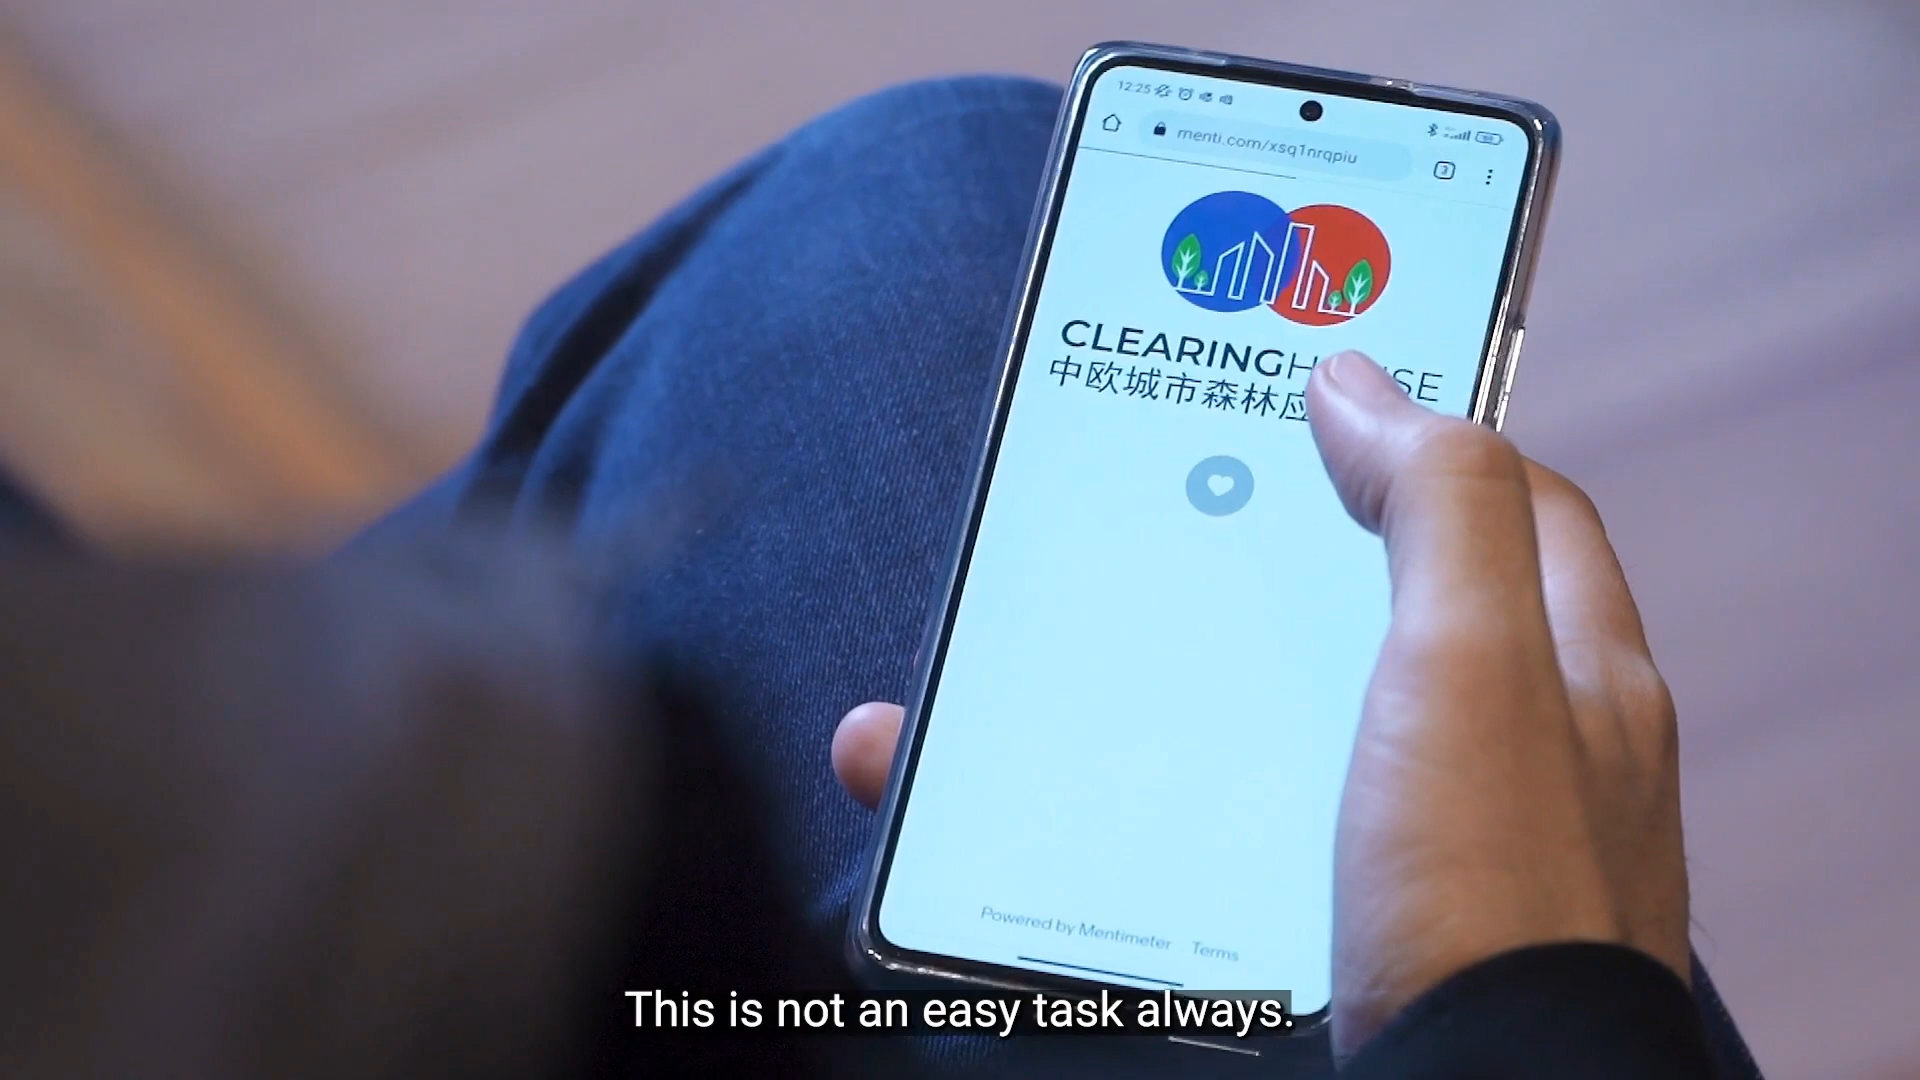 12:25
menti.com/xsq1nrqpiu
3
CLEARINGH SE
中欧城市森林应
Powered by Mentimeter Terms
This is not an easy task always.